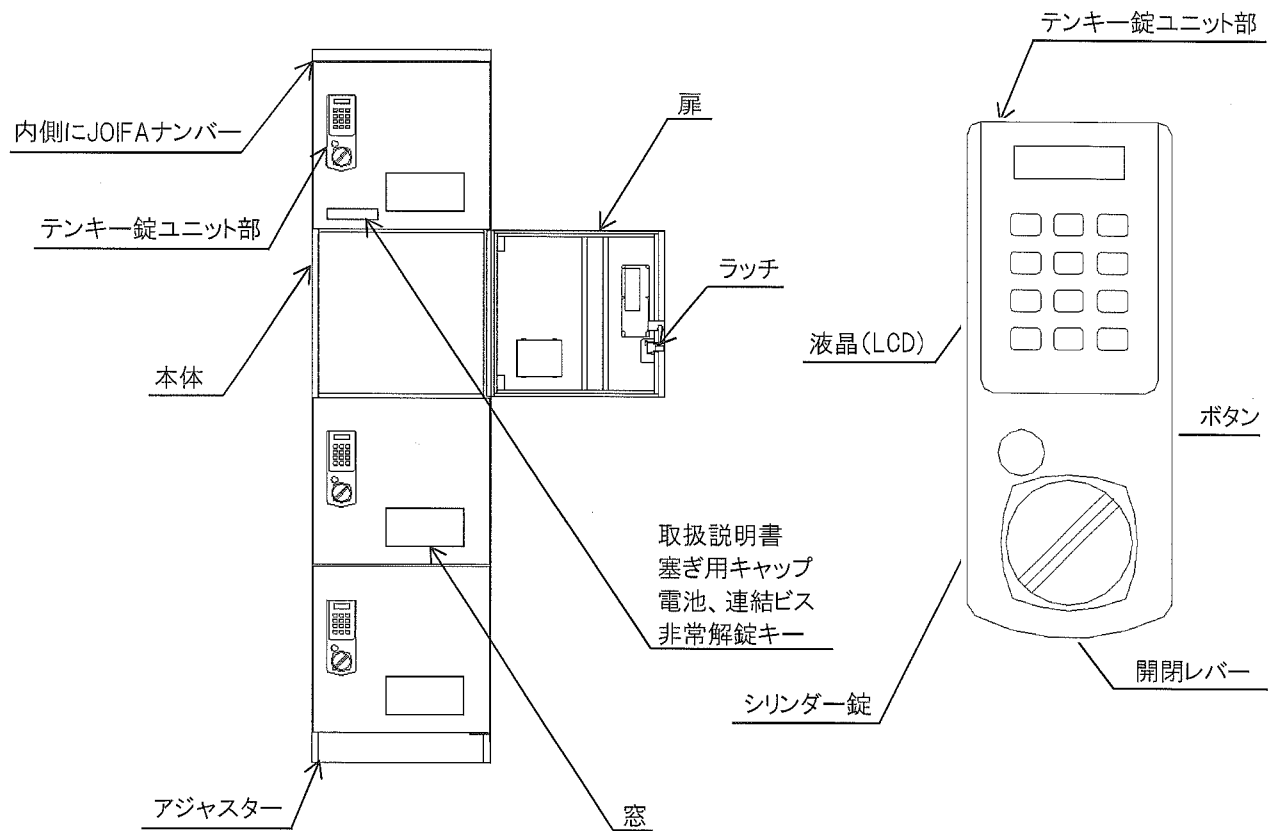 テンキー錠ユニット部
内側にJOIFAナンバー
扉
テンキー錠ユニット部
ラッチ
液晶(LCD)
本体
ボタン
取扱説明書
塞ぎ用キャップ
電池、連結ビス
非常解錠キー
開閉レバー
シリンダー錠
アジャスター
窓